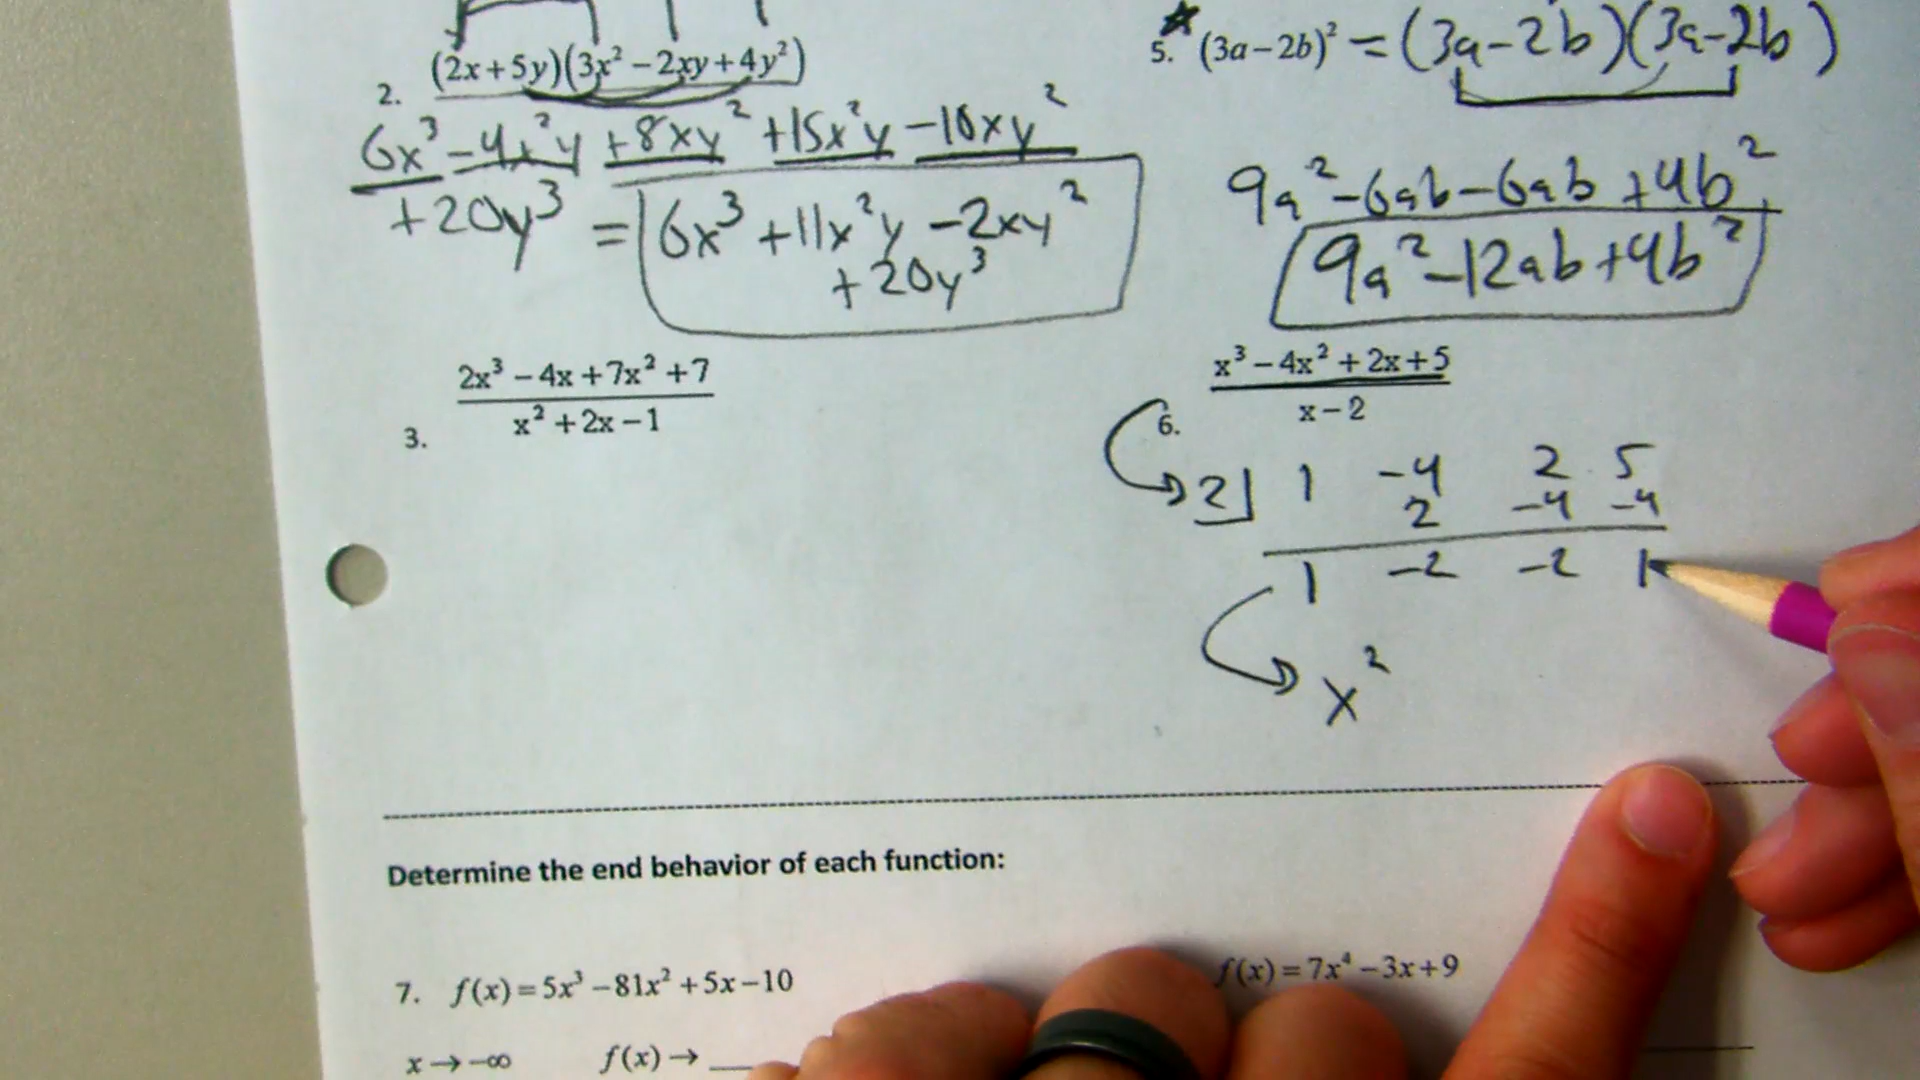 2. (2x+5y)(3x² − 2xy + 4y²)
6x³ − 4x²y + 8xy² + 15x²y − 10xy²
+20y³ = 6x³ + 11x²y − 2xy²
+ 20y³
5. (3a − 2b)² = (3a − 2b)(3a − 2b)
9a² − 6ab − 6ab + 4b²
9a² − 12ab + 4b²
3. (2x³ − 4x + 7x² + 7)/(x² + 2x − 1)
6. (x³ − 4x² + 2x + 5)/(x − 2)
2| 1 −4 2 5
2 −4 −4
1 −2 −2 1
x²
Determine the end behavior of each function:
7. f(x) = 5x³ − 81x² + 5x − 10
f(x) = 7x⁴ − 3x + 9
x → −∞ f(x) → __